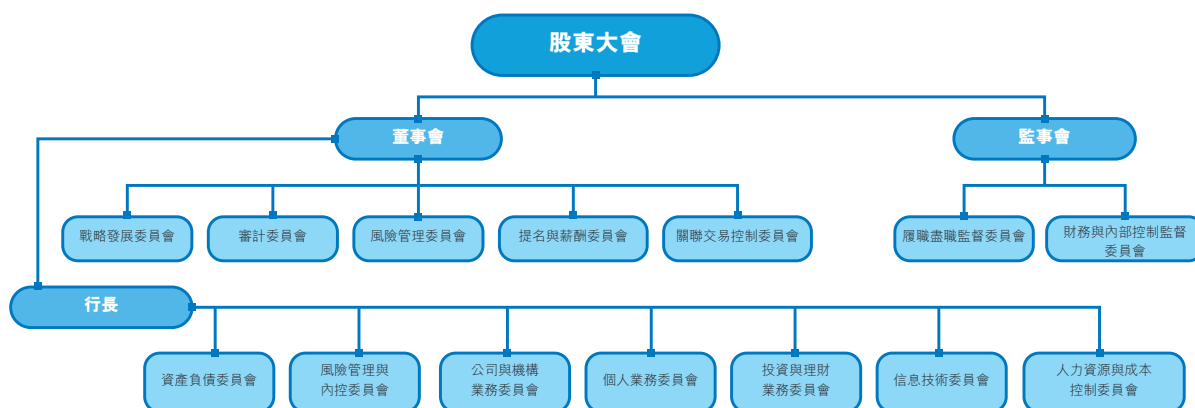 股東大會
董事會
監事會
戰略發展委員會
審計委員會
風險管理委員會
提名與薪酬委員會
關聯交易控制委員會
履職盡職監督委員會
財務與內部控制監督
委員會
行長
資產負債委員會
風險管理與
內控委員會
公司與機構
業務委員會
個人業務委員會
投資與理財
業務委員會
信息技術委員會
人力資源與成本
控制委員會